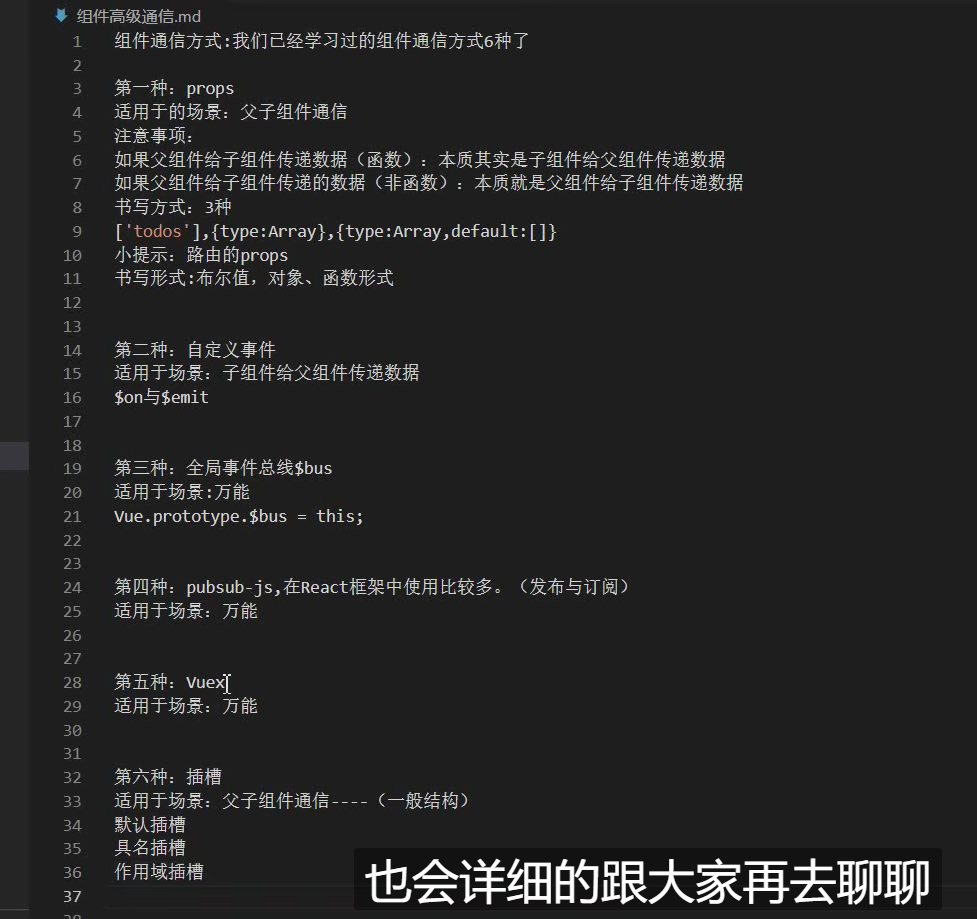 组件高级通信.md
1 组件通信方式:我们已经学习过的组件通信方式6种了
2
3 第一种：props
4 适用于的场景：父子组件通信
5 注意事项：
6 如果父组件给子组件传递数据（函数）：本质其实是子组件给父组件传递数据
7 如果父组件给子组件传递的数据（非函数）：本质就是父组件给子组件传递数据
8 书写方式：3种
9 ['todos'],{type:Array},{type:Array,default:[]}
10 小提示：路由的props
11 书写形式:布尔值，对象、函数形式
12
13
14 第二种：自定义事件
15 适用于场景：子组件给父组件传递数据
16 $on与$emit
17
18
19 第三种：全局事件总线$bus
20 适用于场景:万能
21 Vue.prototype.$bus = this;
22
23
24 第四种：pubsub-js,在React框架中使用比较多。（发布与订阅）
25 适用于场景：万能
26
27
28 第五种：Vuex
29 适用于场景：万能
30
31
32 第六种：插槽
33 适用于场景：父子组件通信----（一般结构）
34 默认插槽
35 具名插槽
36 作用域插槽
37
也会详细的跟大家再去聊聊